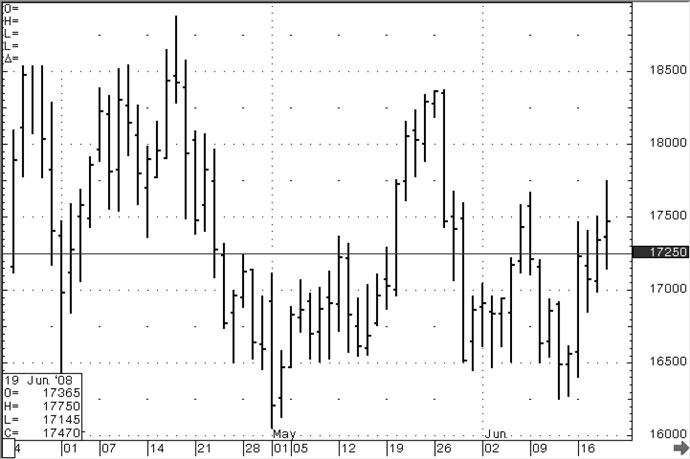 O=
H=
L=
L=
Δ=
18500
18000
17500
17250
17000
16500
16000
19 Jun '08
O= 17365
H= 17750
L= 17145
C= 17470
May
Jun
4 01 07 14 21 28 01 05 12 19 26 02 09 16